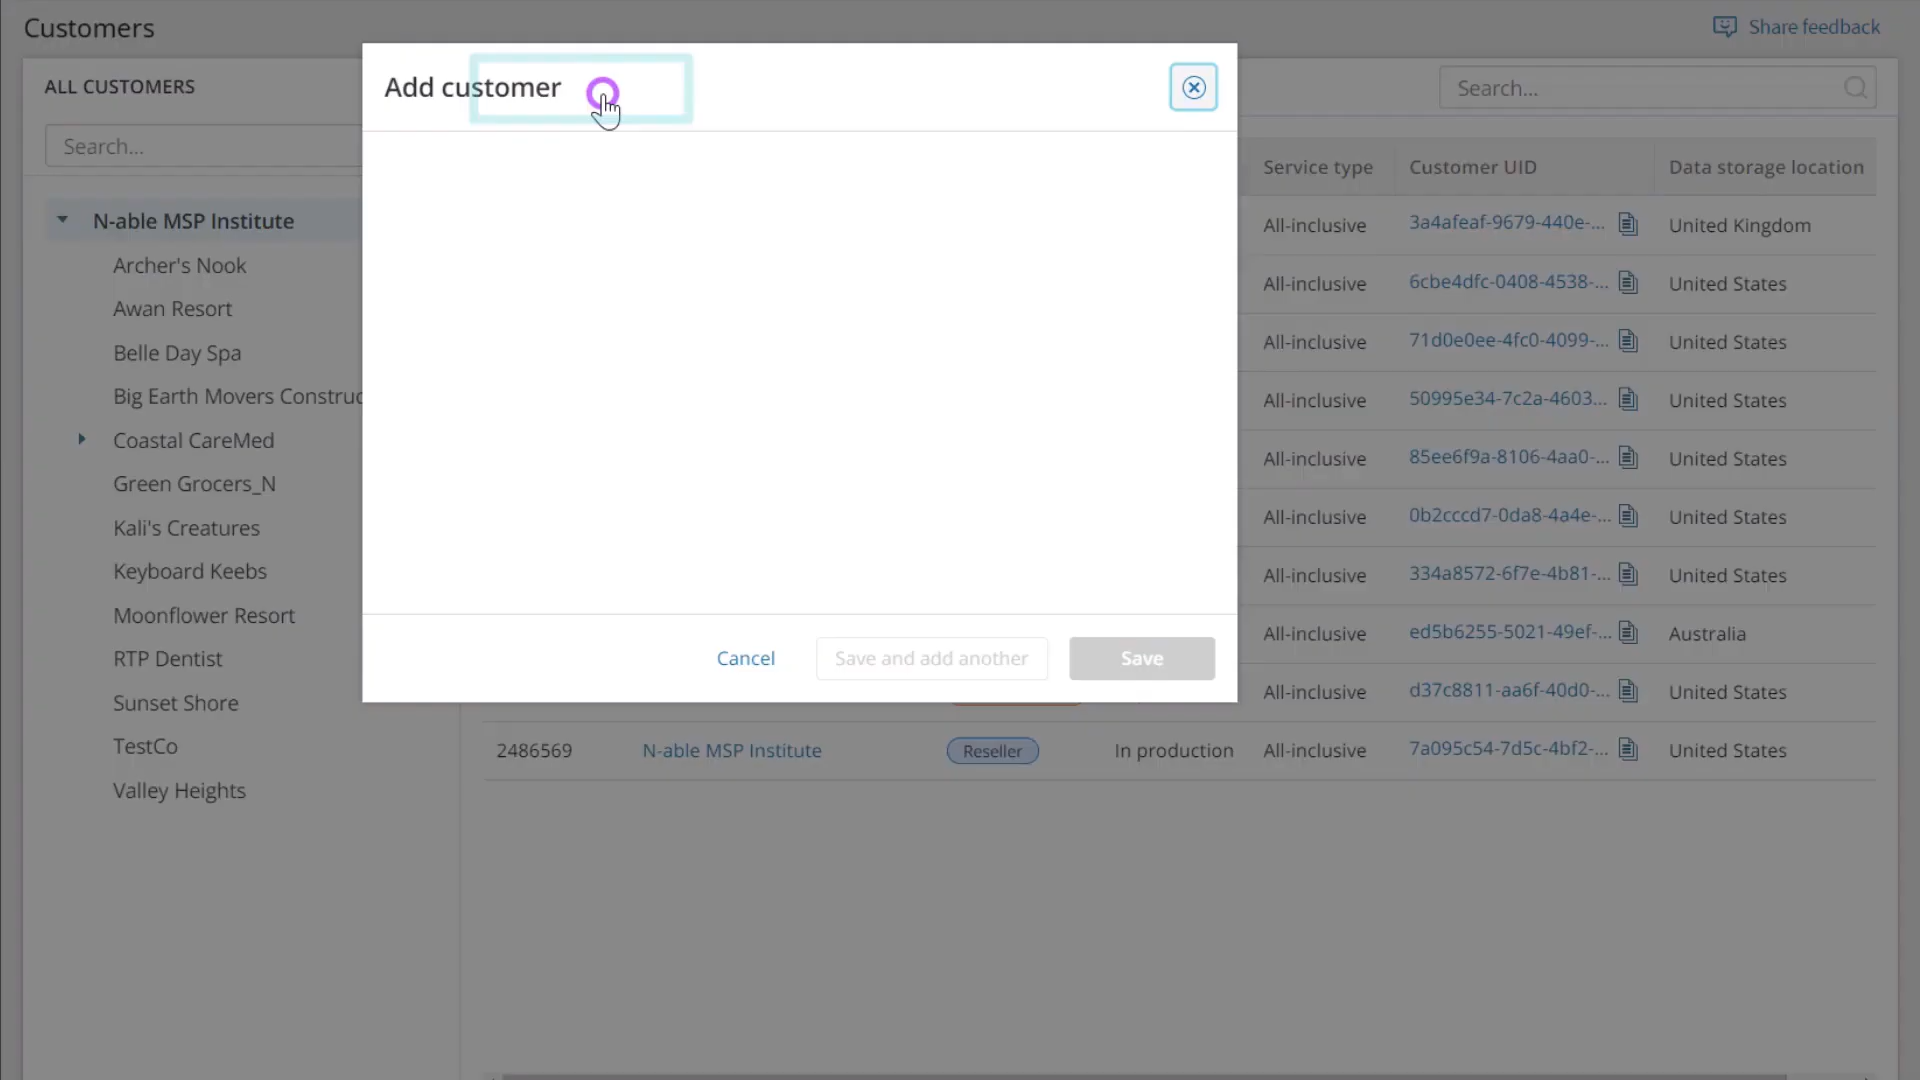 Customers
Share feedback
ALL CUSTOMERS
Search...
N-able MSP Institute
Archer's Nook
Awan Resort
Belle Day Spa
Big Earth Movers Construc
Coastal CareMed
Green Grocers_N
Kali's Creatures
Keyboard Keebs
Moonflower Resort
RTP Dentist
Sunset Shore
TestCo
Valley Heights
Add customer
Cancel
Save and add another
Save
Search...
Service type Customer UID Data storage location
All-inclusive 3a4afeaf-9679-440e-... United Kingdom
All-inclusive 6cbe4dfc-0408-4538-... United States
All-inclusive 71d0e0ee-4fc0-4099-... United States
All-inclusive 50995e34-7c2a-4603... United States
All-inclusive 85ee6f9a-8106-4aa0-... United States
All-inclusive 0b2cccd7-0da8-4a4e-... United States
All-inclusive 334a8572-6f7e-4b81-... United States
All-inclusive ed5b6255-5021-49ef-... Australia
All-inclusive d37c8811-aa6f-40d0-... United States
2486569 N-able MSP Institute Reseller In production All-inclusive 7a095c54-7d5c-4bf2-... United States